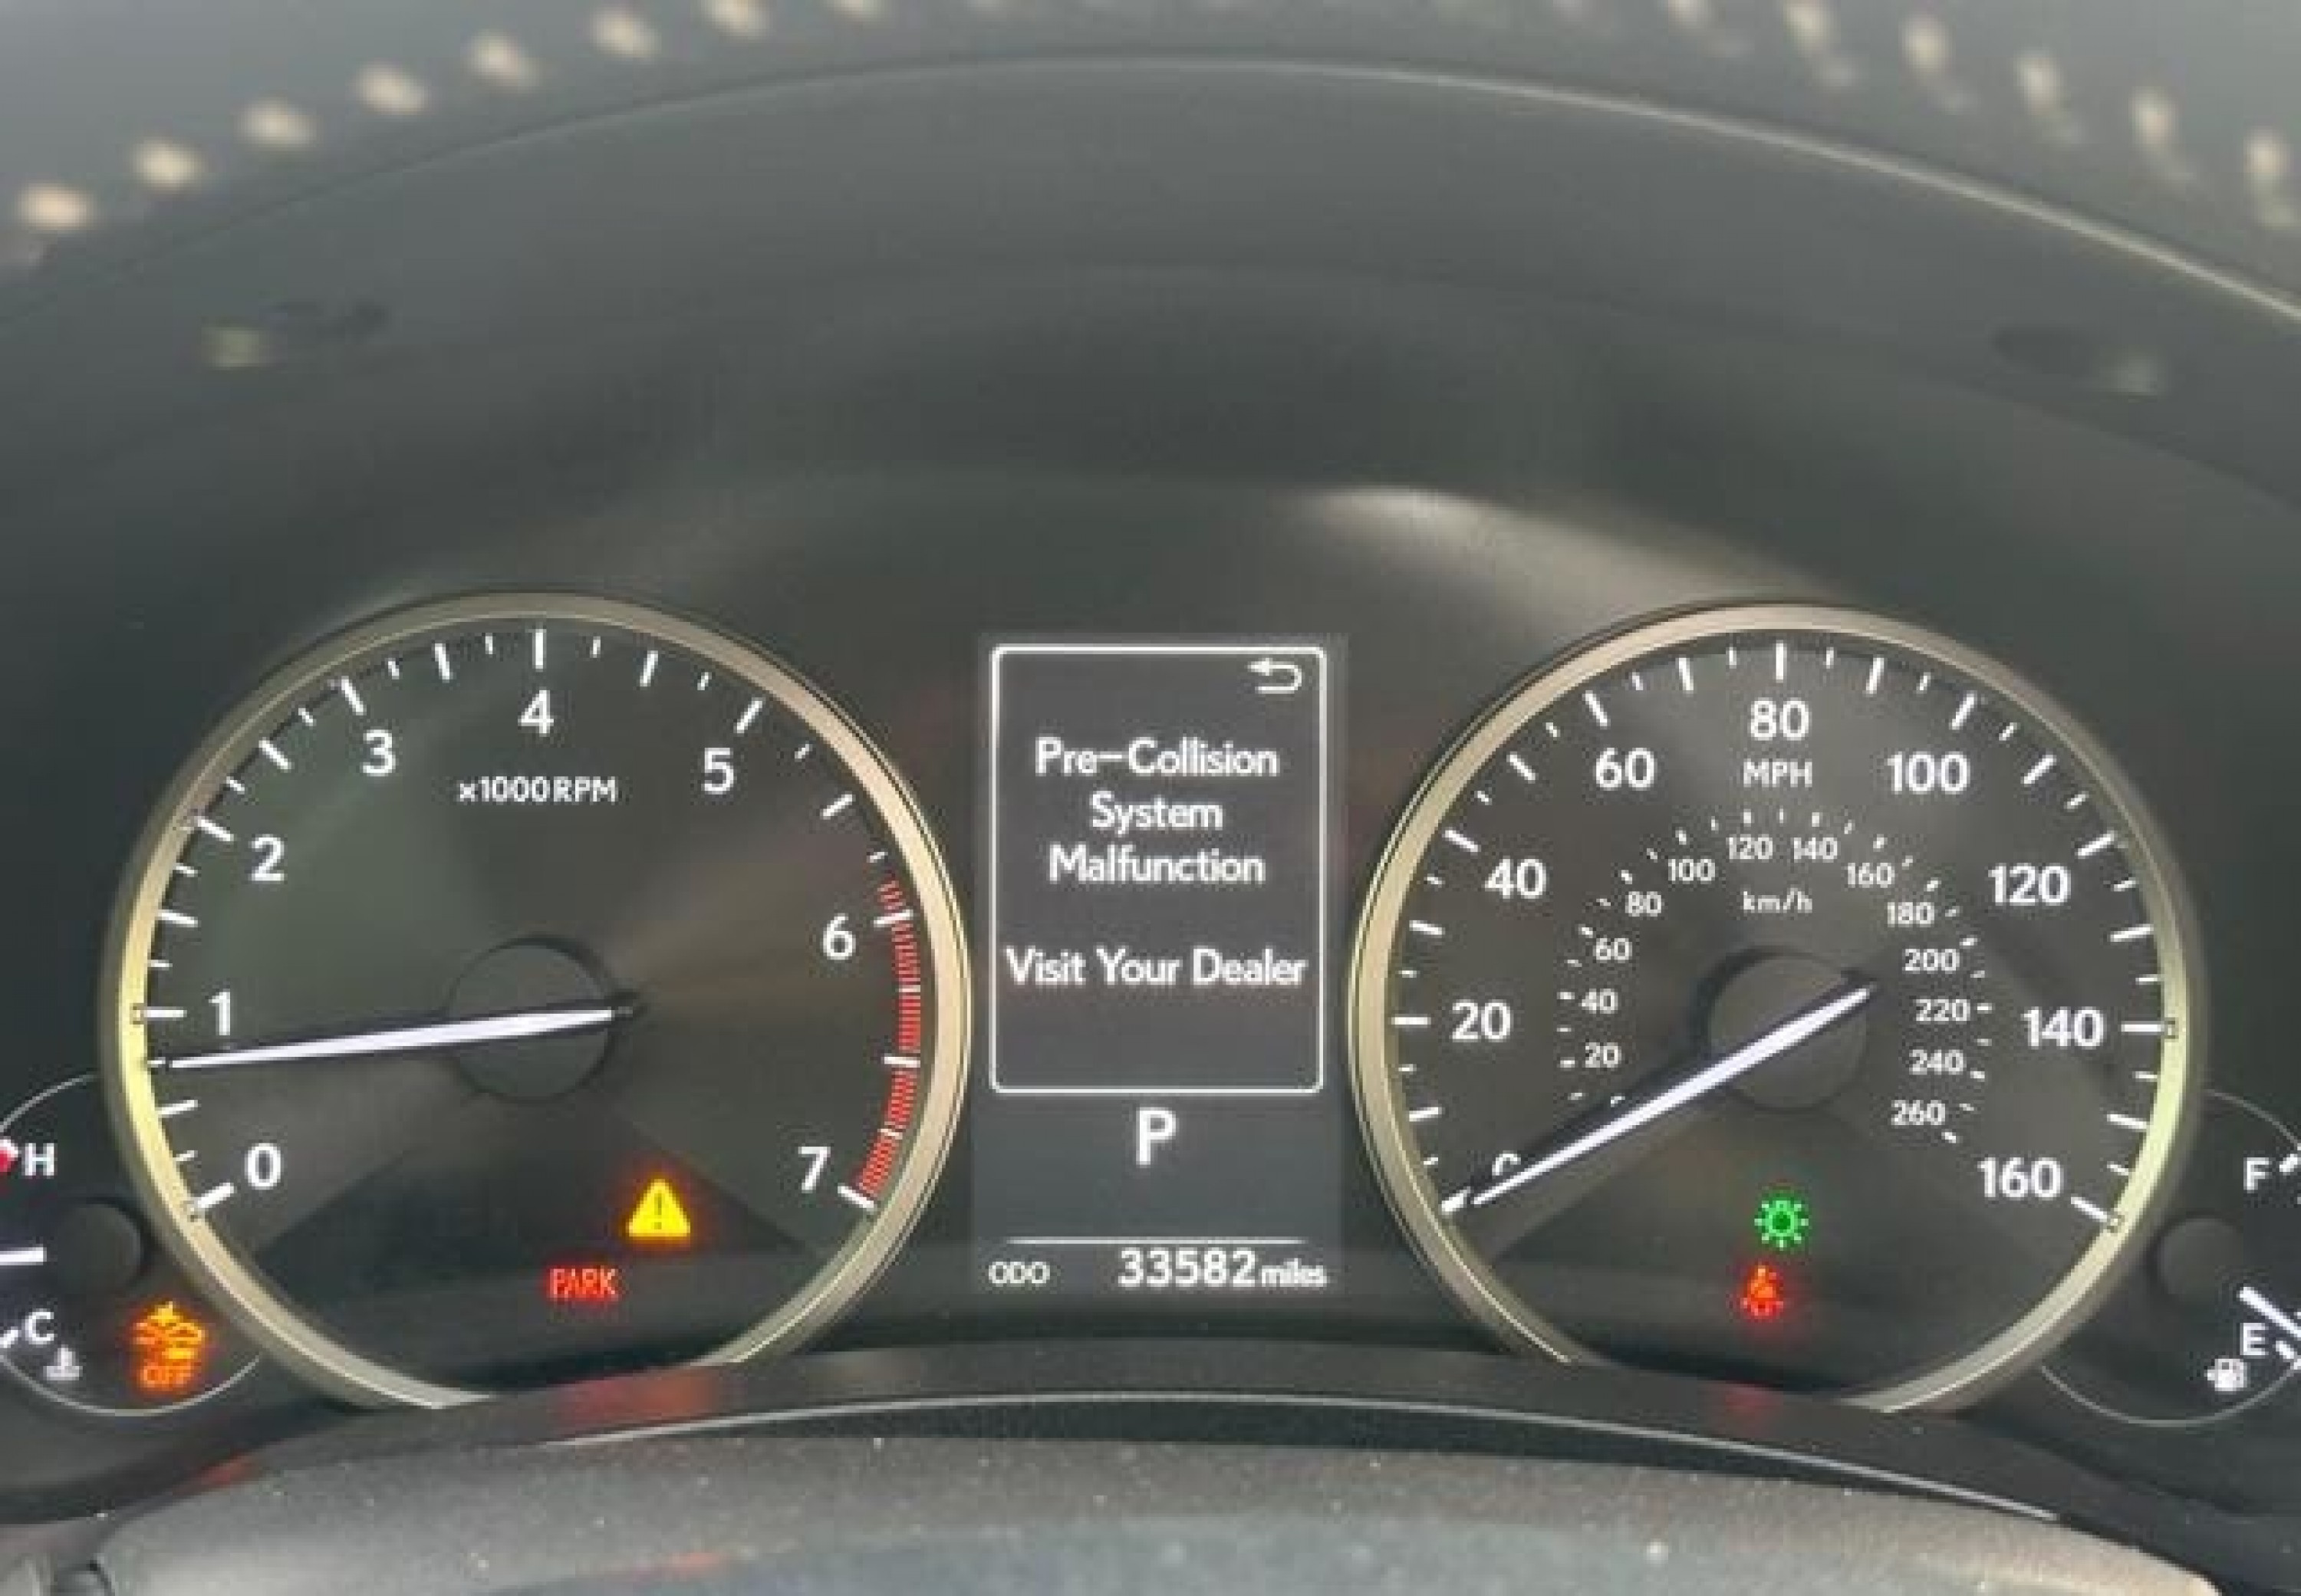 4
3
5
x1000RPM
2
6
1
0
7
PARK
H
C
OFF
Pre-Collision
System
Malfunction
Visit Your Dealer
P
ODO 33582 miles
80
MPH
60
100
40
120
20
140
160
120
140
100
160
80
km/h
180
60
200
40
220
20
240
260
F
E